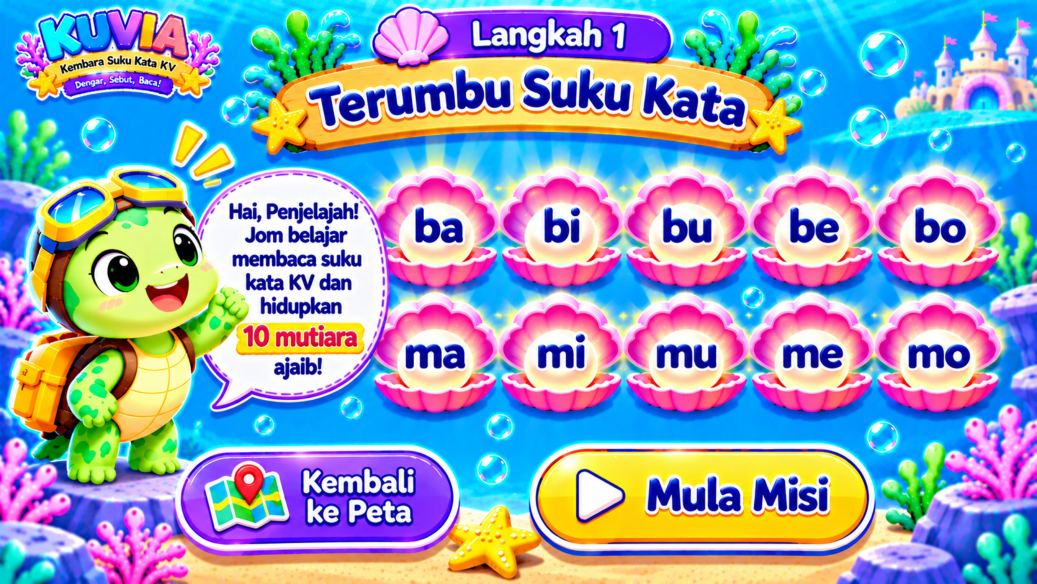 KUVIA
Kembara Suku Kata KV
Dengar, Sebut, Baca!
Langkah 1
Terumbu Suku Kata
Hai, Penjelajah!
Jom belajar
membaca suku
kata KV dan
hidupkan
10 mutiara
ajaib!
ba bi bu be bo
ma mi mu me mo
Kembali
ke Peta
Mula Misi